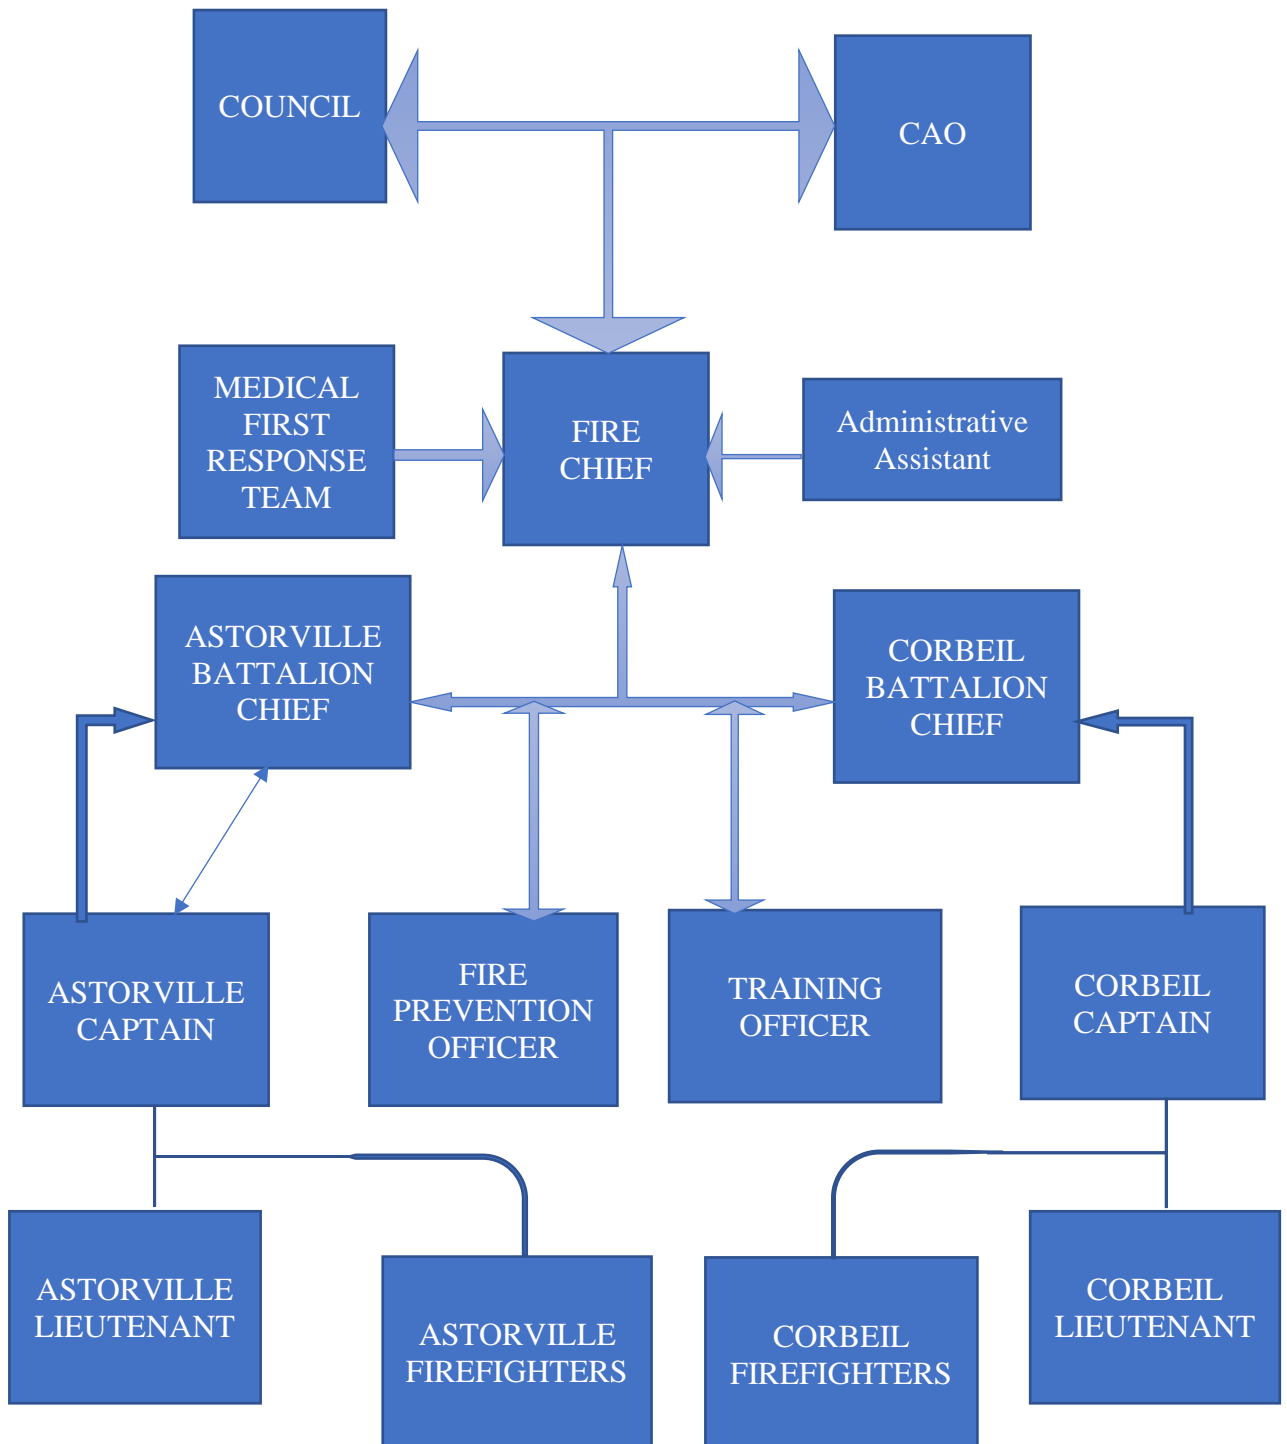 COUNCIL
CAO
MEDICAL
FIRST
RESPONSE
TEAM
FIRE
CHIEF
Administrative
Assistant
ASTORVILLE
BATTALION
CHIEF
CORBEIL
BATTALION
CHIEF
ASTORVILLE
CAPTAIN
FIRE
PREVENTION
OFFICER
TRAINING
OFFICER
CORBEIL
CAPTAIN
ASTORVILLE
LIEUTENANT
ASTORVILLE
FIREFIGHTERS
CORBEIL
FIREFIGHTERS
CORBEIL
LIEUTENANT